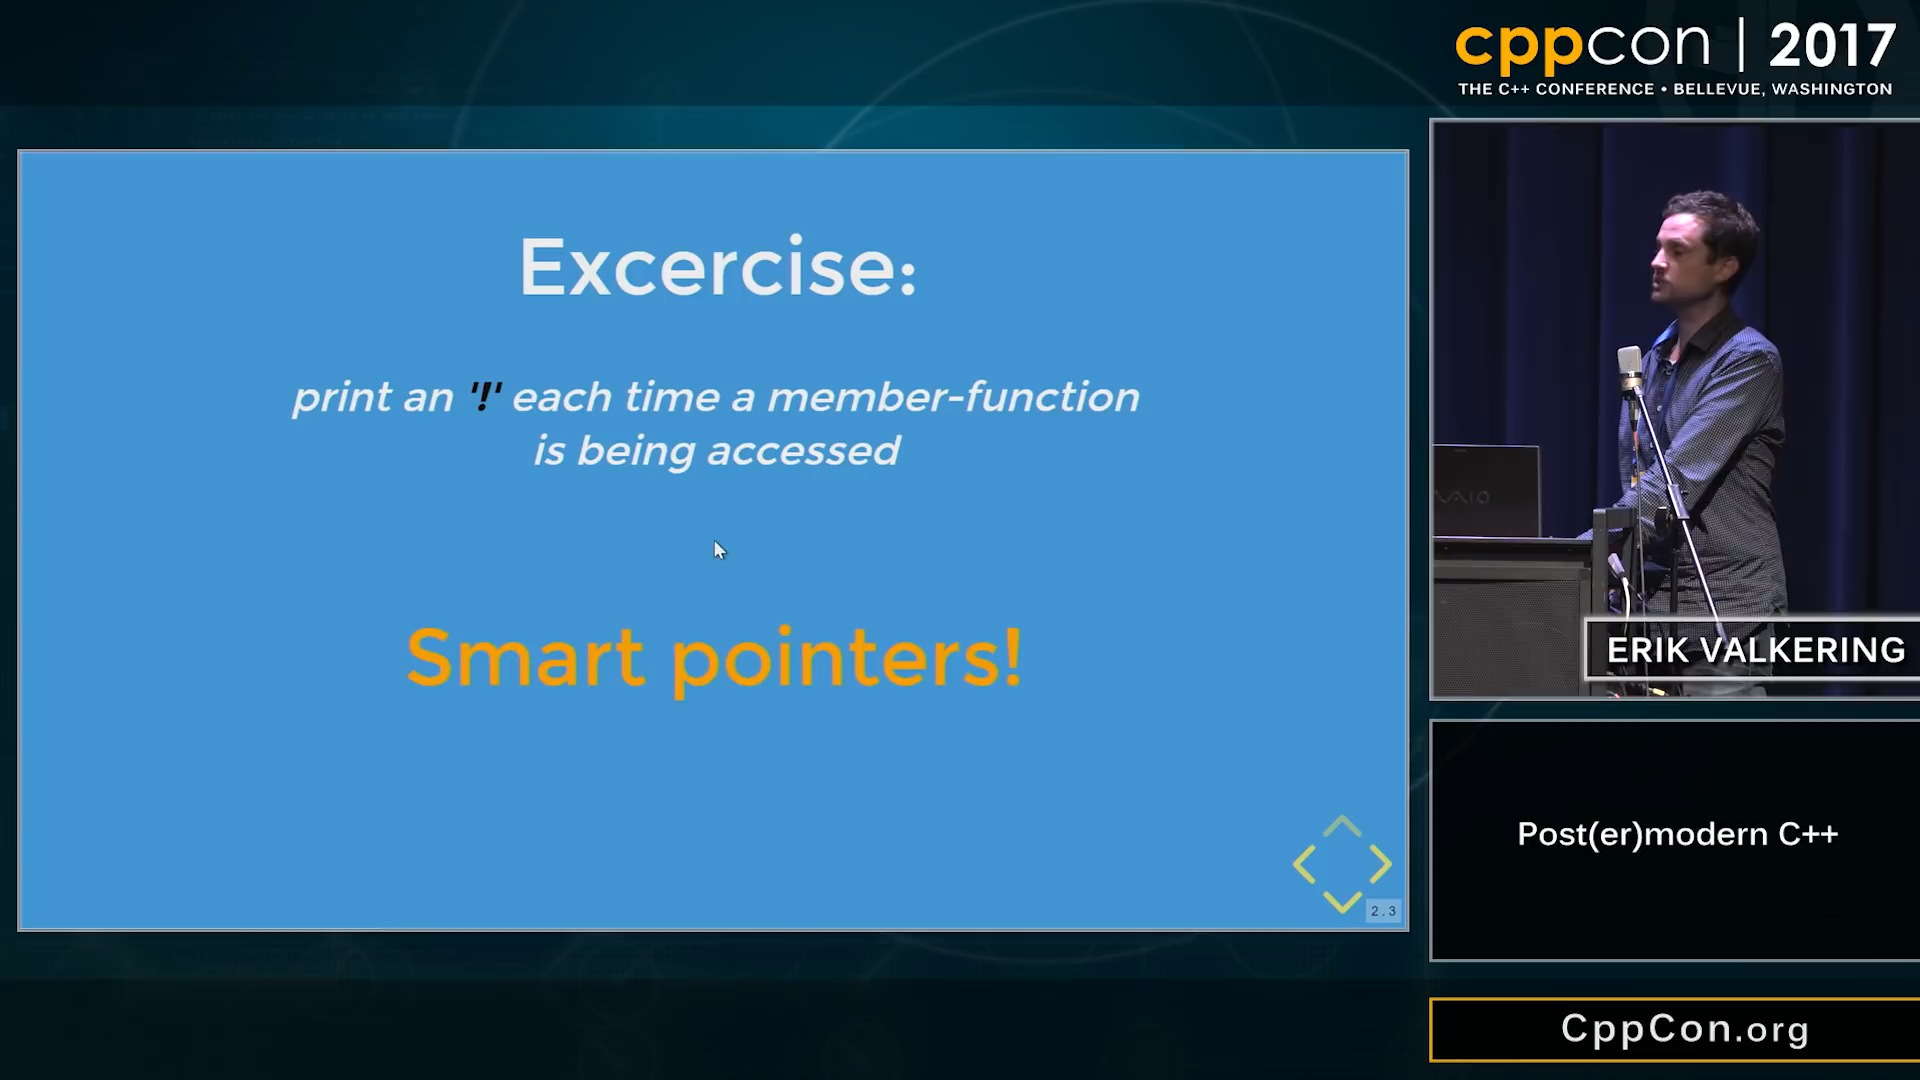 cppcon | 2017
THE C++ CONFERENCE • BELLEVUE, WASHINGTON
Excercise:
print an '!' each time a member-function
is being accessed
Smart pointers!
2.3
VAIO
ERIK VALKERING
Post(er)modern C++
CppCon.org